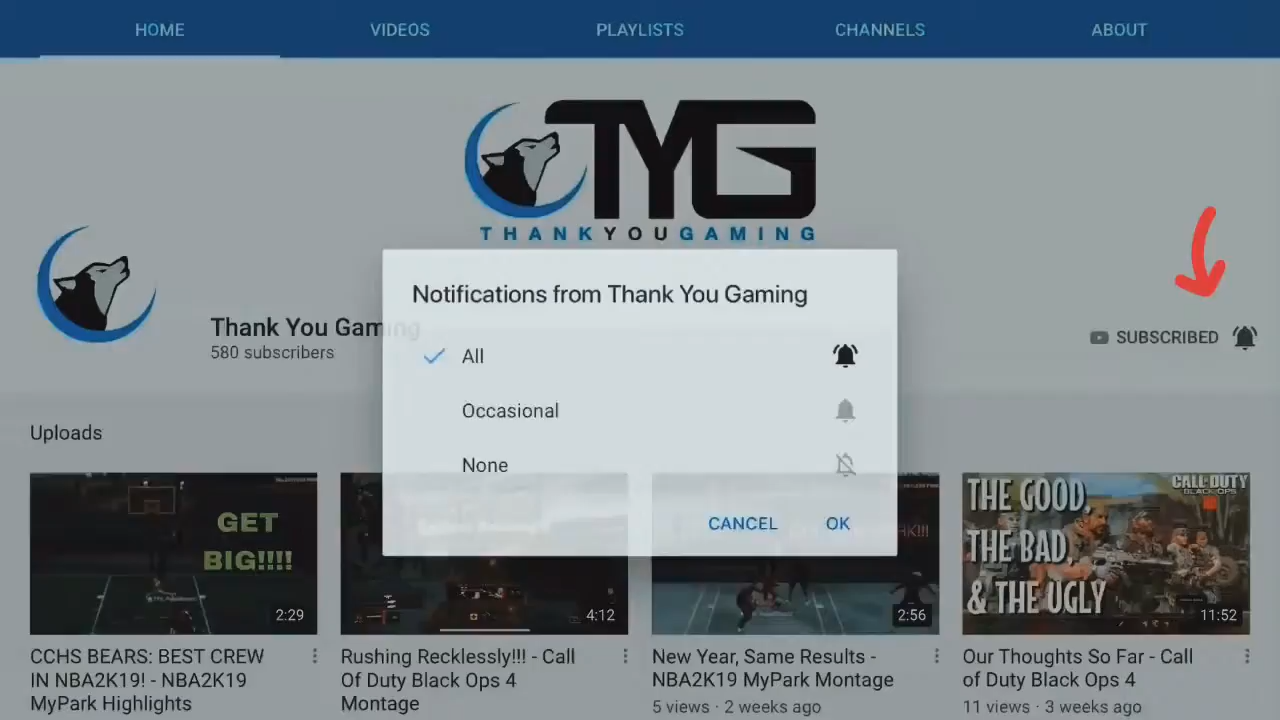 HOME
VIDEOS
PLAYLISTS
CHANNELS
ABOUT
TYG
THANKYOUGAMING
Notifications from Thank You Gaming
All
Occasional
None
CANCEL
OK
Thank You Gaming
580 subscribers
SUBSCRIBED
Uploads
GET
BIG!!!!
2:29
4:12
2:56
THE GOOD,
THE BAD,
& THE UGLY
CALL DUTY
BLACK OPS
11:52
CCHS BEARS: BEST CREW
IN NBA2K19! - NBA2K19
MyPark Highlights
Rushing Recklessly!!! - Call
Of Duty Black Ops 4
Montage
New Year, Same Results -
NBA2K19 MyPark Montage
5 views · 2 weeks ago
Our Thoughts So Far - Call
of Duty Black Ops 4
11 views · 3 weeks ago